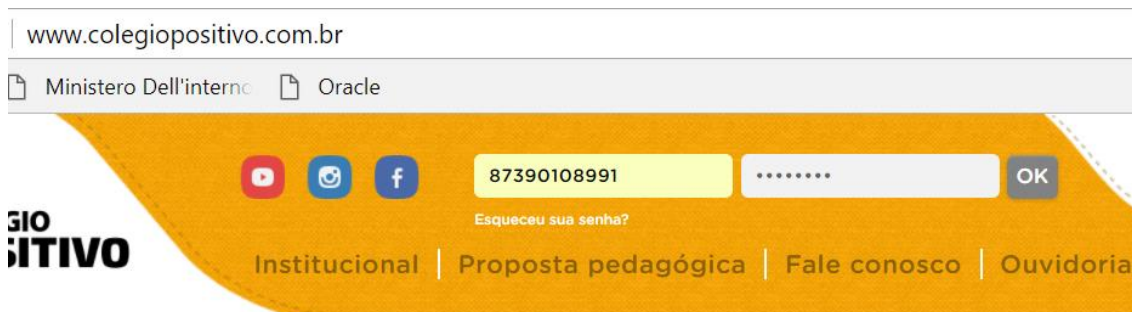 www.colegiopositivo.com.br
Ministero Dell'interno Oracle
87390108991 ········ OK
Esqueceu sua senha?
GIO
SITIVO
Institucional | Proposta pedagógica | Fale conosco | Ouvidoria